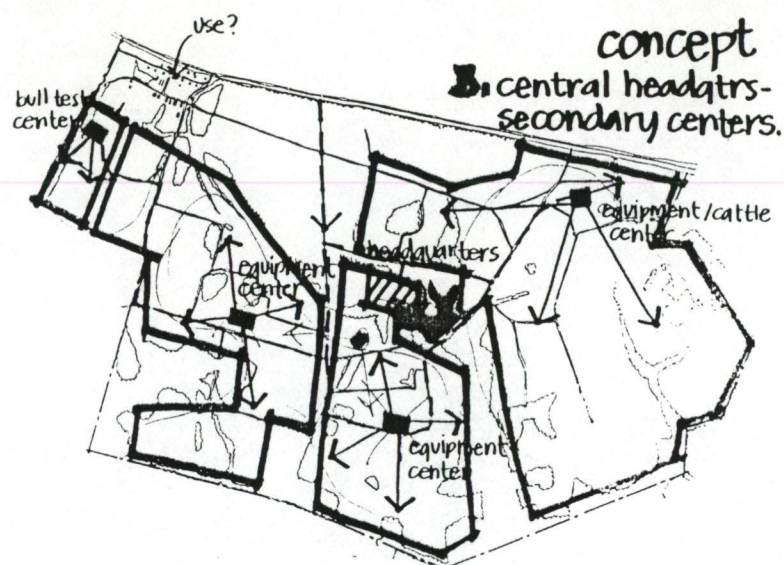 use?
concept
B. central headqtrs-
secondary centers.
bull test
center
equipment/cattle
center
headquarters
equipment
center
equipment
center